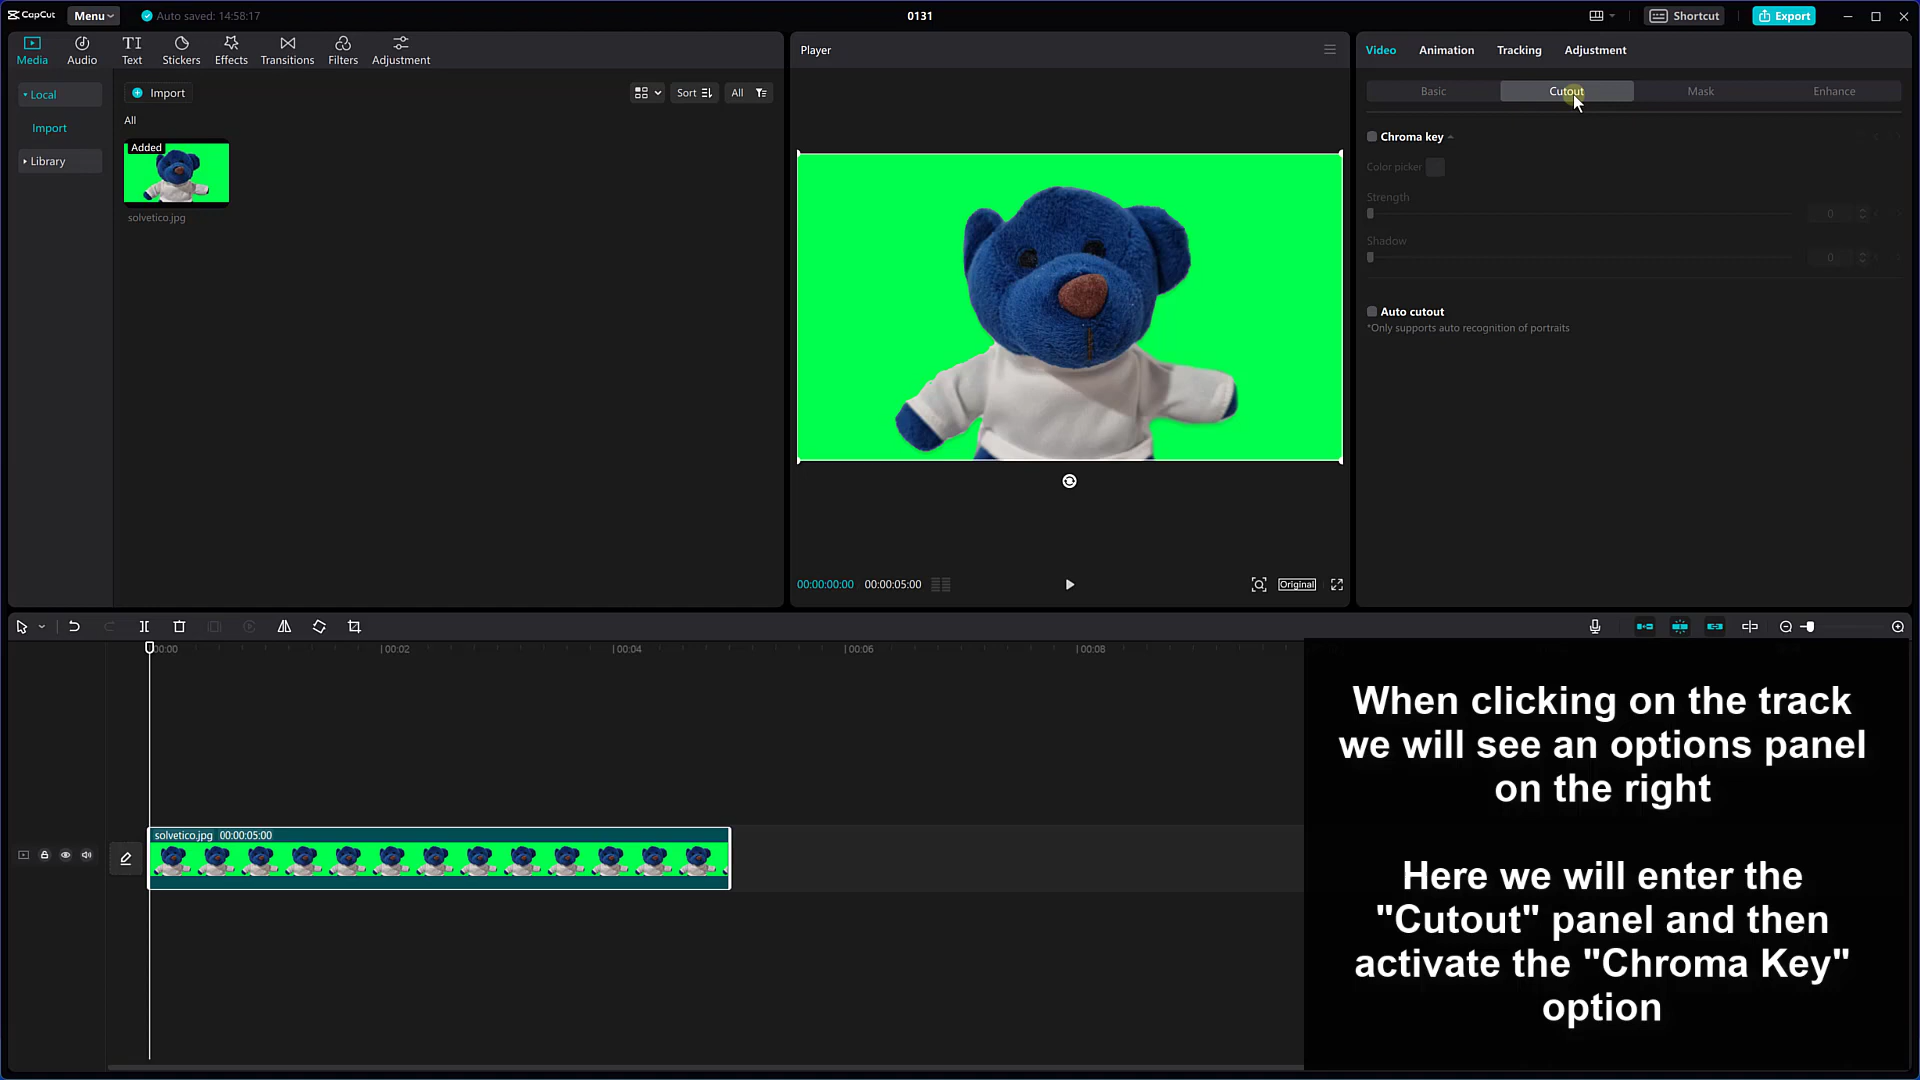 CapCut
Menu
Auto saved: 14:58:17
0131
Shortcut
Export
Media
Audio
Text
Stickers
Effects
Transitions
Filters
Adjustment
Local
Import
Library
Import
Sort
All
All
Added
solvetico.jpg
Player
00:00:00:00
00:00:05:00
Original
Video
Animation
Tracking
Adjustment
Basic
Cutout
Mask
Enhance
Chroma key
Color picker
Strength
0
Shadow
0
Auto cutout
*Only supports auto recognition of portraits
TI
00:00
00:02
00:04
00:06
00:08
solvetico.jpg 00:00:05:00
When clicking on the track
we will see an options panel
on the right
Here we will enter the
"Cutout" panel and then
activate the "Chroma Key"
option